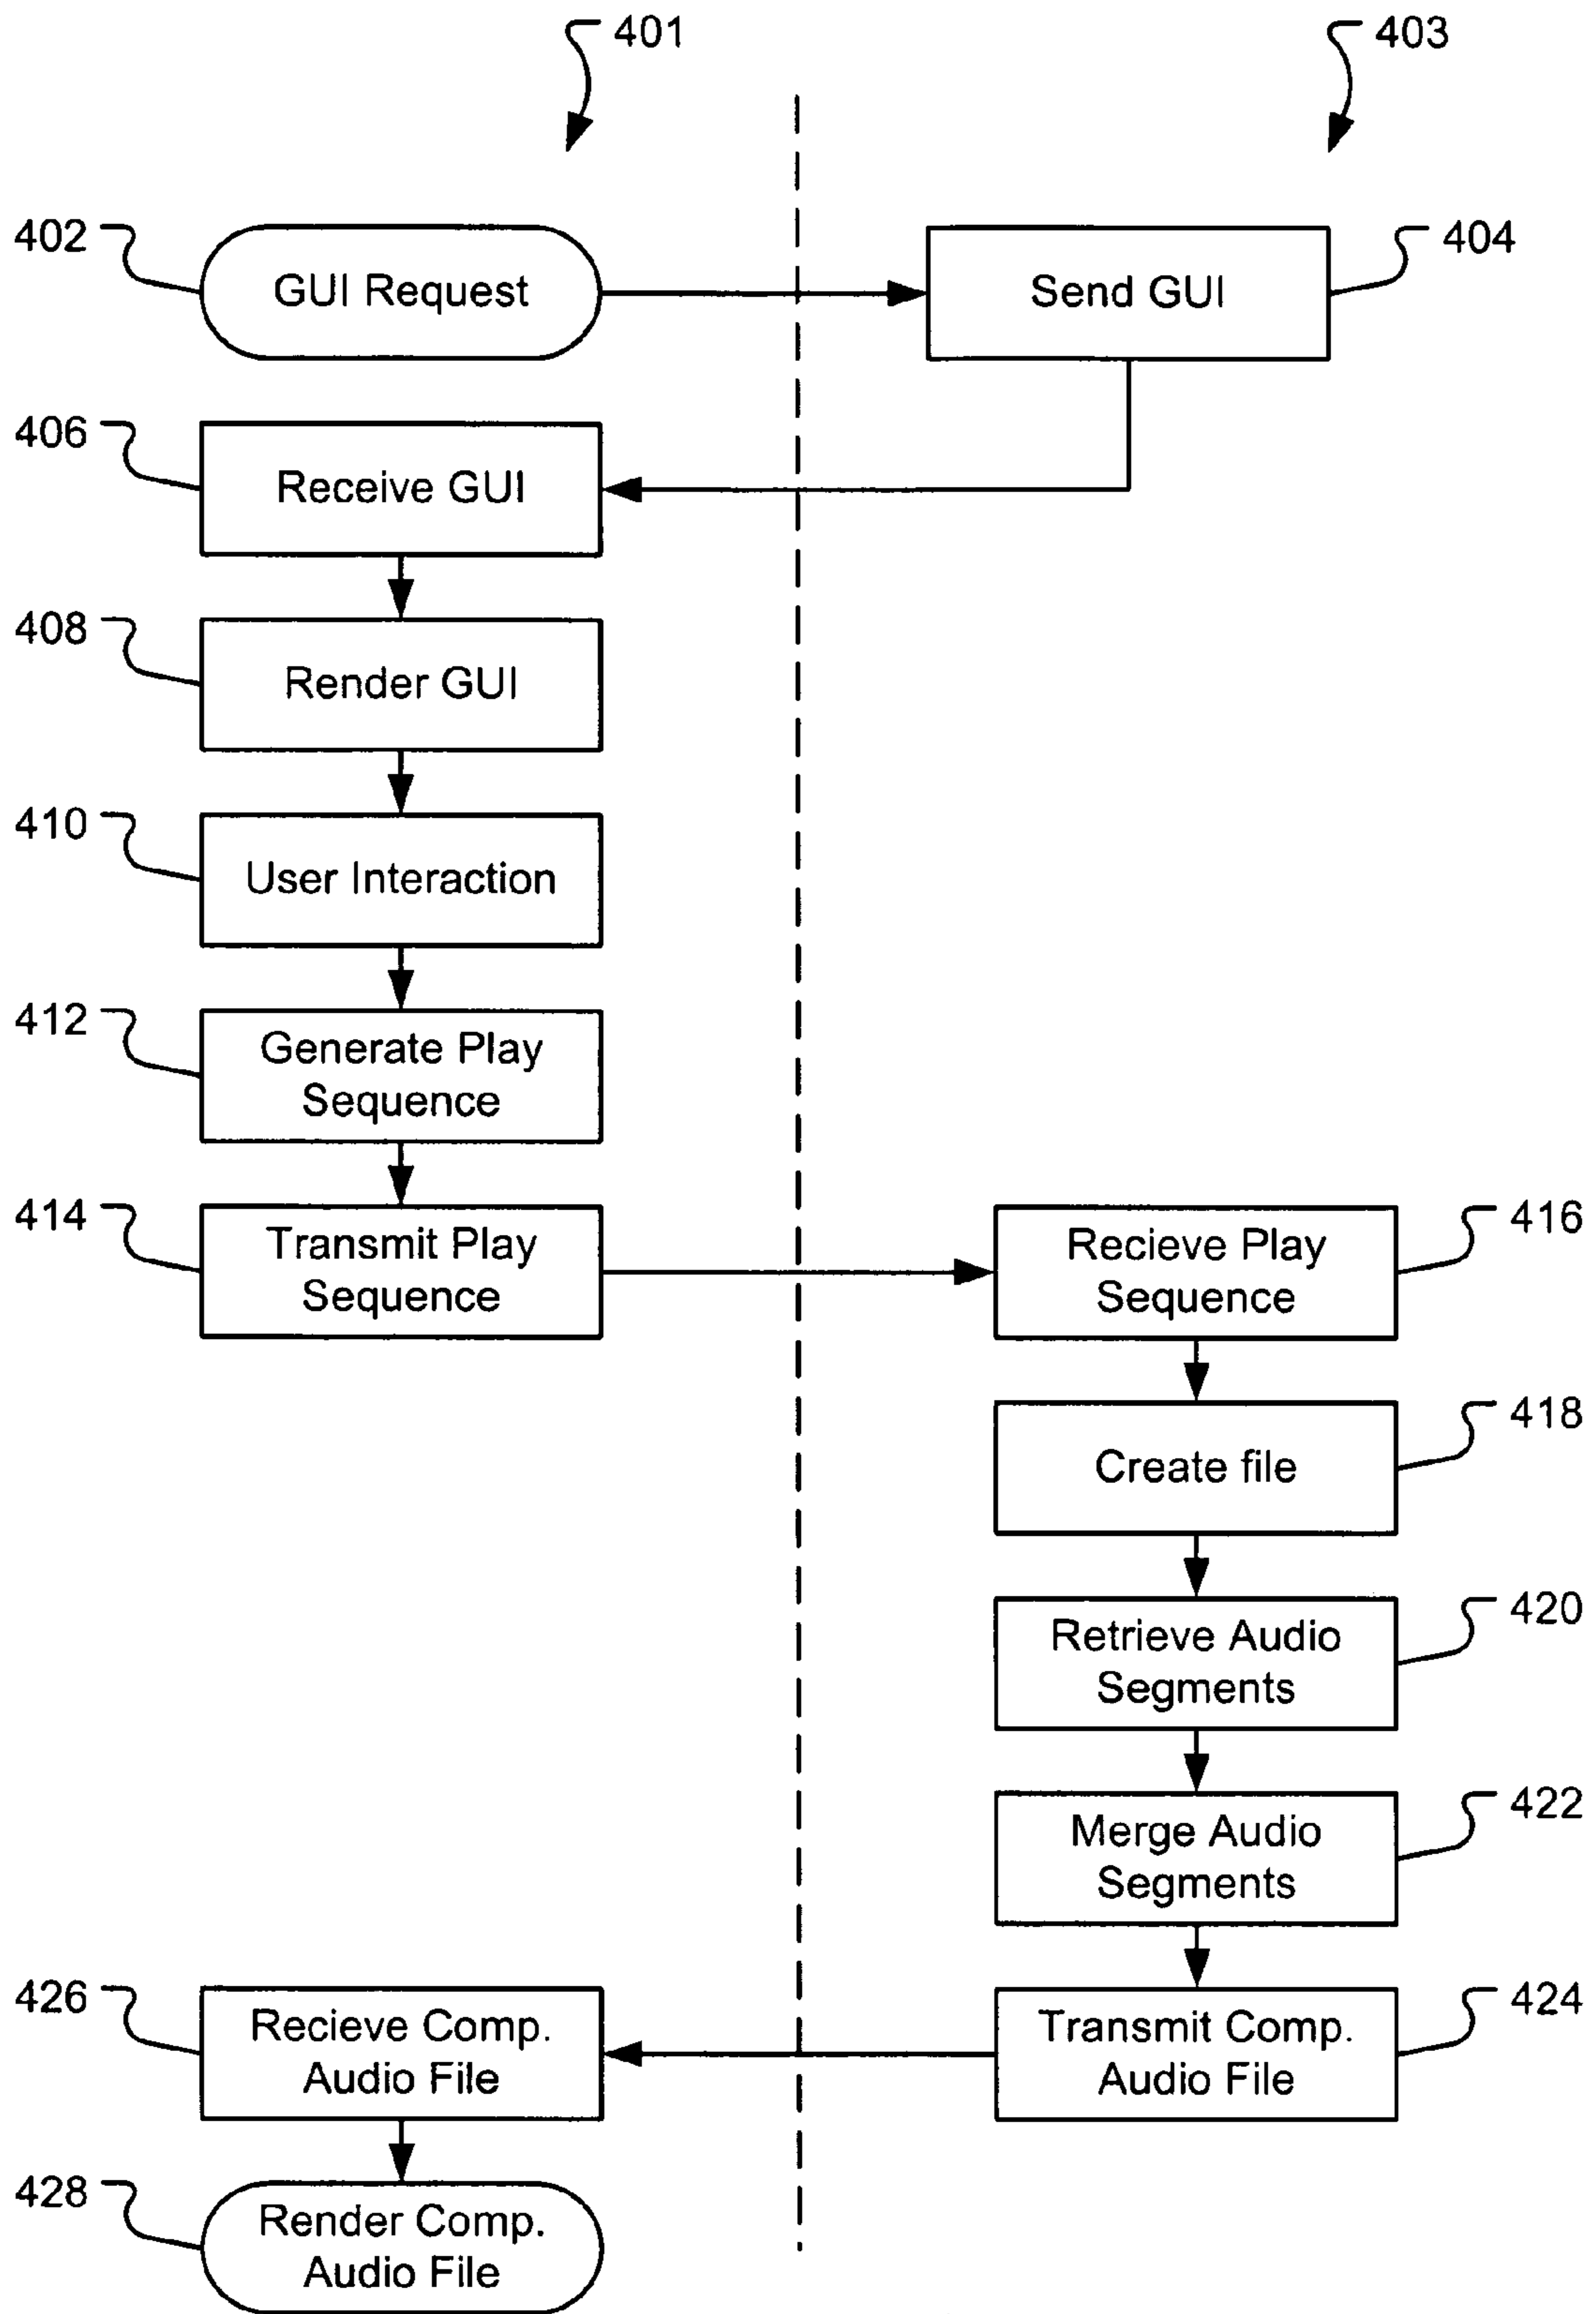 401
403
402
GUI Request
Send GUI
404
406
Receive GUI
408
Render GUI
410
User Interaction
412
Generate Play
Sequence
414
Transmit Play
Sequence
Recieve Play
Sequence
416
Create file
418
Retrieve Audio
Segments
420
Merge Audio
Segments
422
426
Recieve Comp.
Audio File
Transmit Comp.
Audio File
424
428
Render Comp.
Audio File